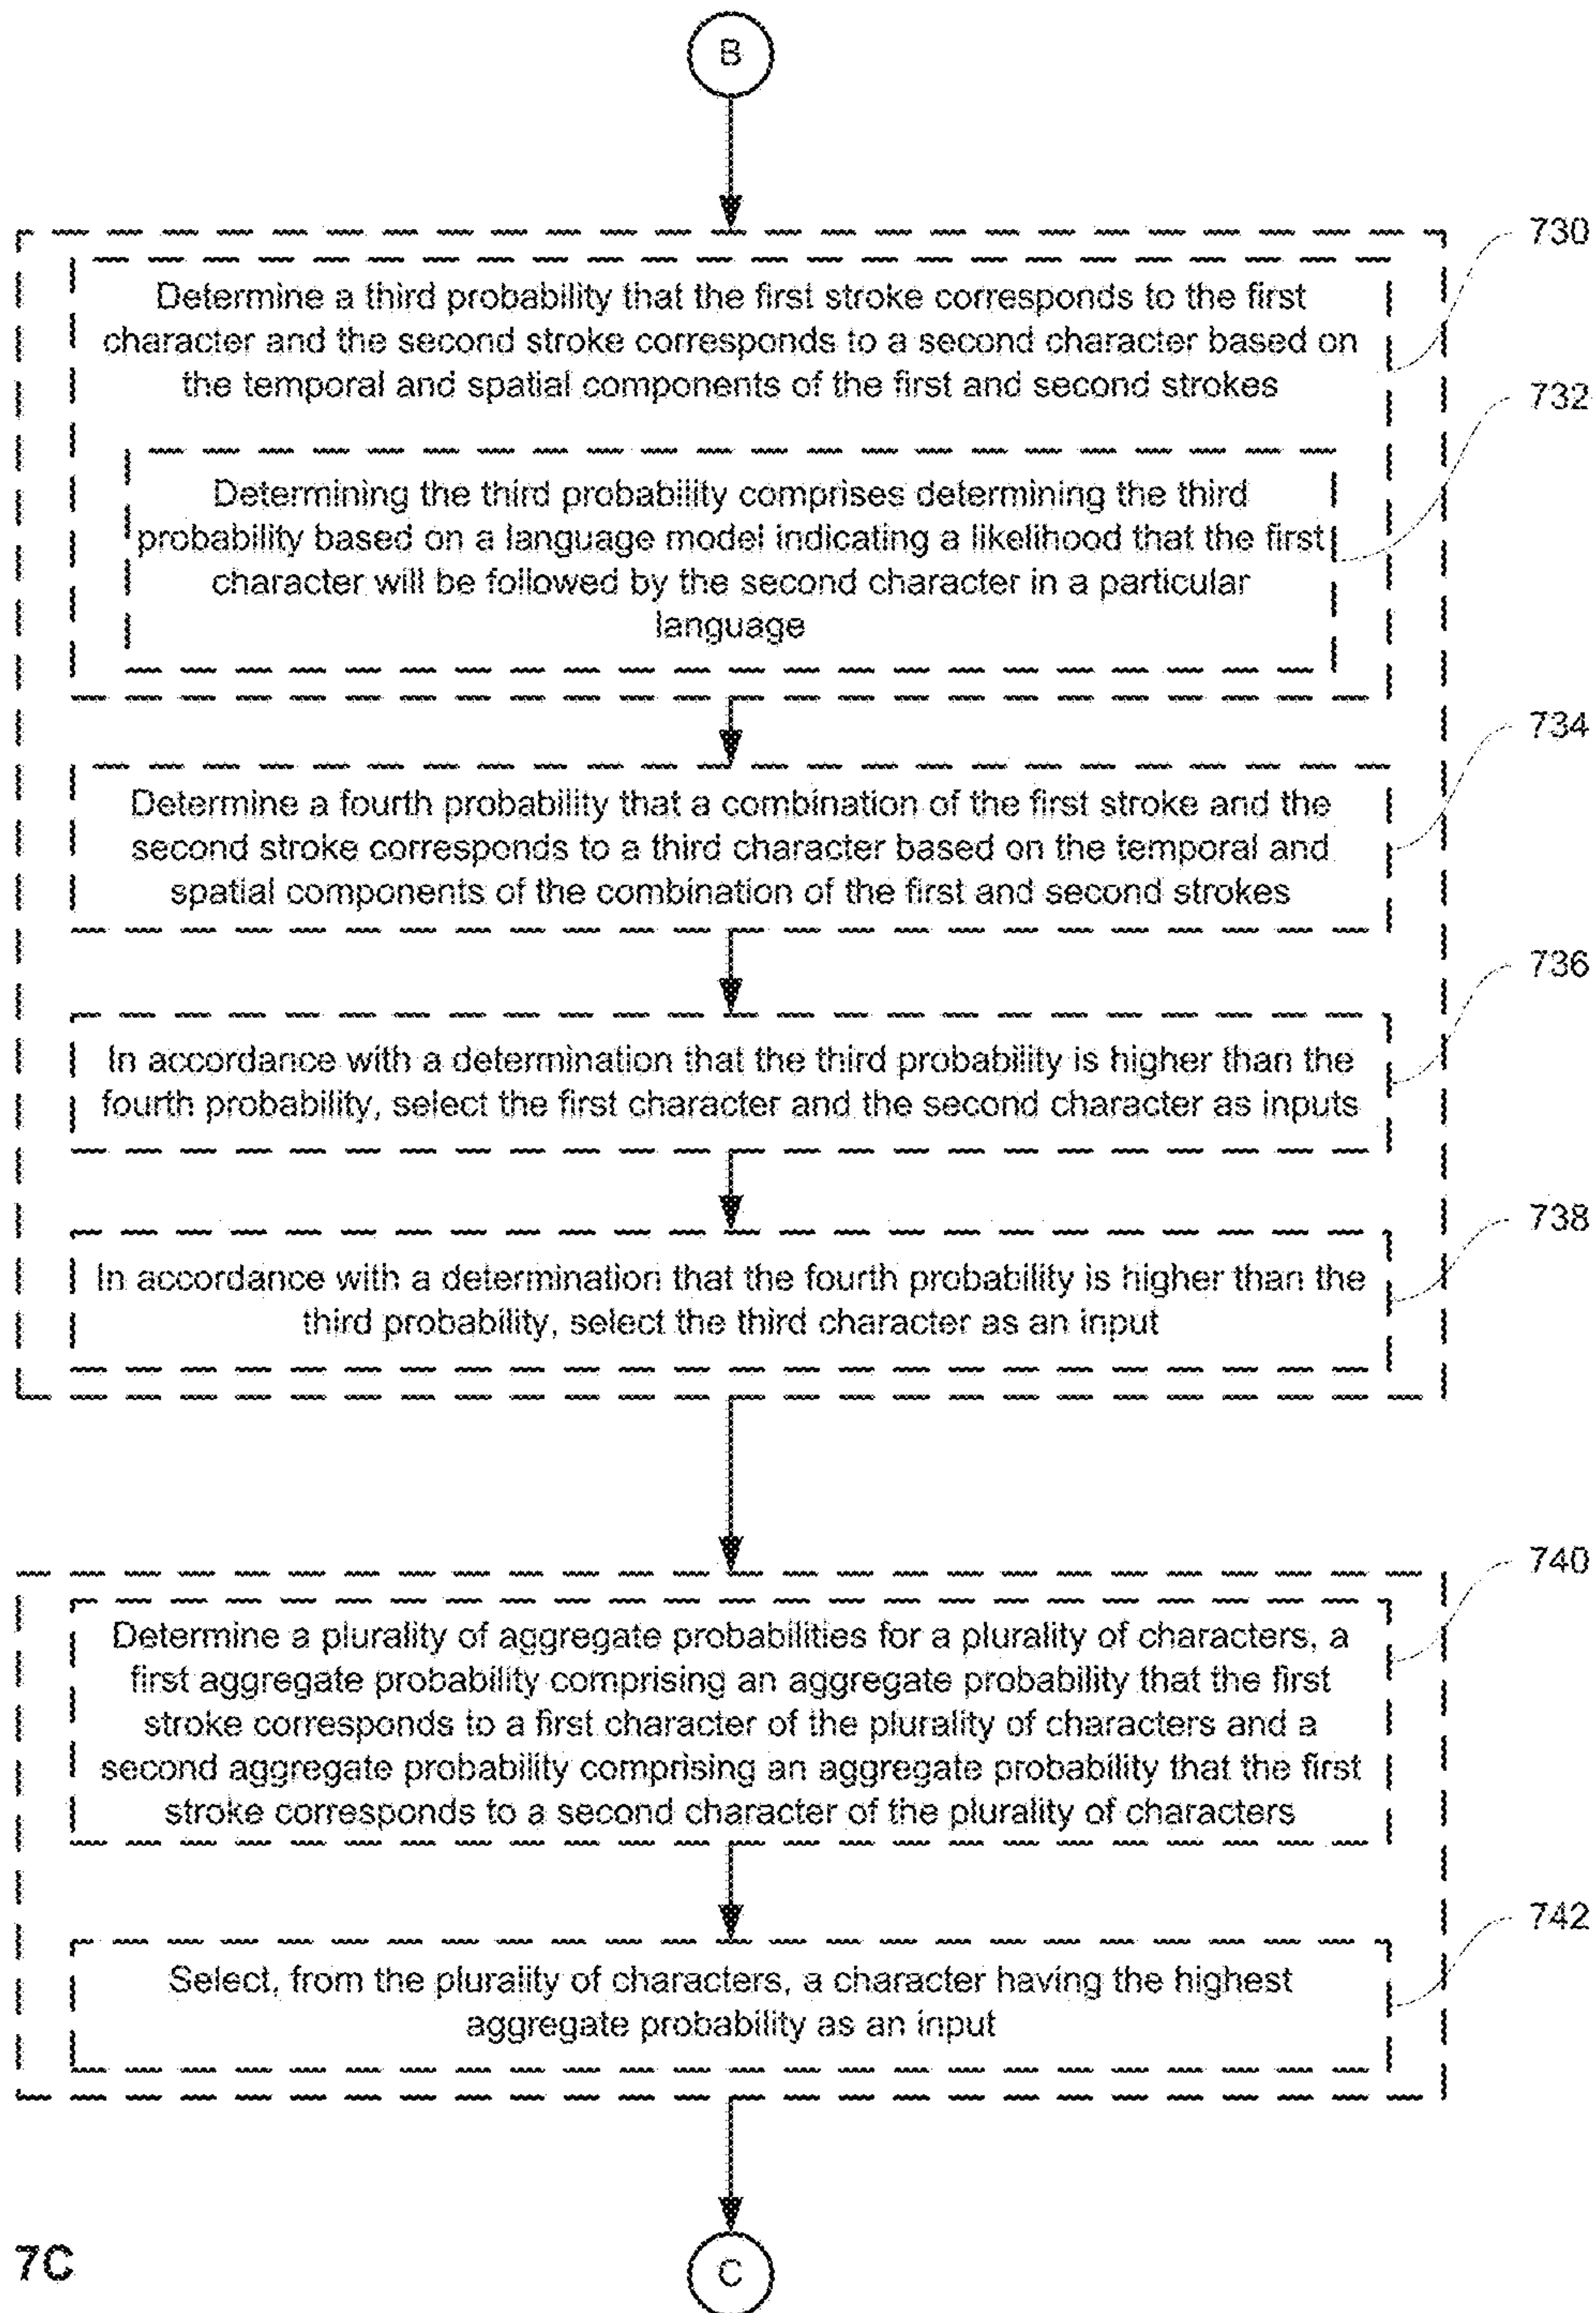 B
730
Determine a third probability that the first stroke corresponds to the first
character and the second stroke corresponds to a second character based on
the temporal and spatial components of the first and second strokes
732
Determining the third probability comprises determining the third
probability based on a language model indicating a likelihood that the first
character will be followed by the second character in a particular
language
734
Determine a fourth probability that a combination of the first stroke and the
second stroke corresponds to a third character based on the temporal and
spatial components of the combination of the first and second strokes
736
In accordance with a determination that the third probability is higher than the
fourth probability, select the first character and the second character as inputs
738
In accordance with a determination that the fourth probability is higher than the
third probability, select the third character as an input
740
Determine a plurality of aggregate probabilities for a plurality of characters, a
first aggregate probability comprising an aggregate probability that the first
stroke corresponds to a first character of the plurality of characters and a
second aggregate probability comprising an aggregate probability that the first
stroke corresponds to a second character of the plurality of characters
742
Select, from the plurality of characters, a character having the highest
aggregate probability as an input
7C
C